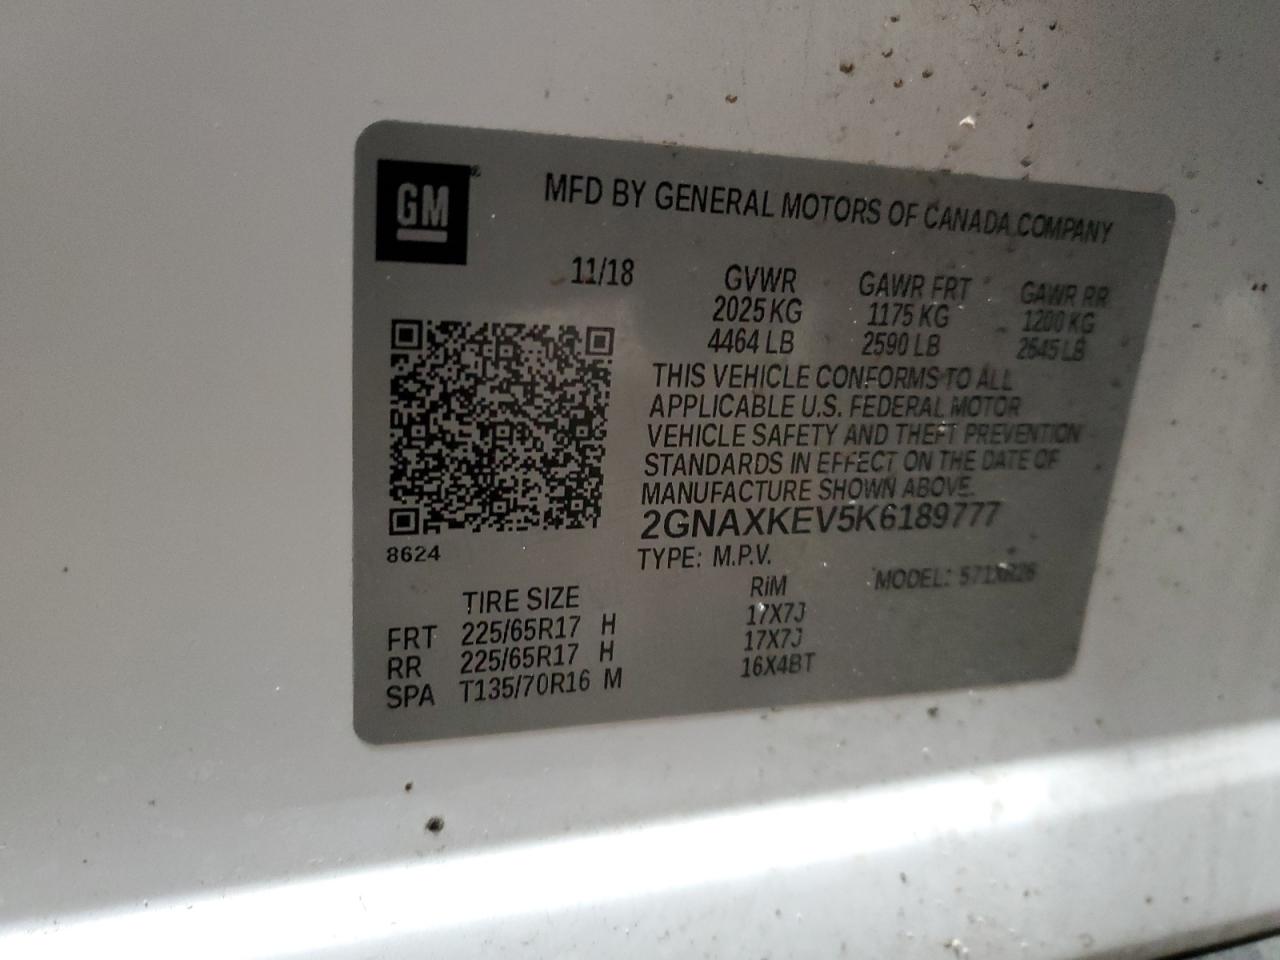 GM
MFD BY GENERAL MOTORS OF CANADA COMPANY
11/18 GVWR GAWR FRT GAWR RR
2025 KG 1175 KG 1200 KG
4464 LB 2590 LB 2645 LB
THIS VEHICLE CONFORMS TO ALL
APPLICABLE U.S. FEDERAL MOTOR
VEHICLE SAFETY AND THEFT PREVENTION
STANDARDS IN EFFECT ON THE DATE OF
MANUFACTURE SHOWN ABOVE.
2GNAXKEV5K6189777
8624
TYPE: M.P.V.
MODEL:
TIRE SIZE RIM
FRT 225/65R17 H 17X7J
RR 225/65R17 H 17X7J
SPA T135/70R16 M 16X4BT